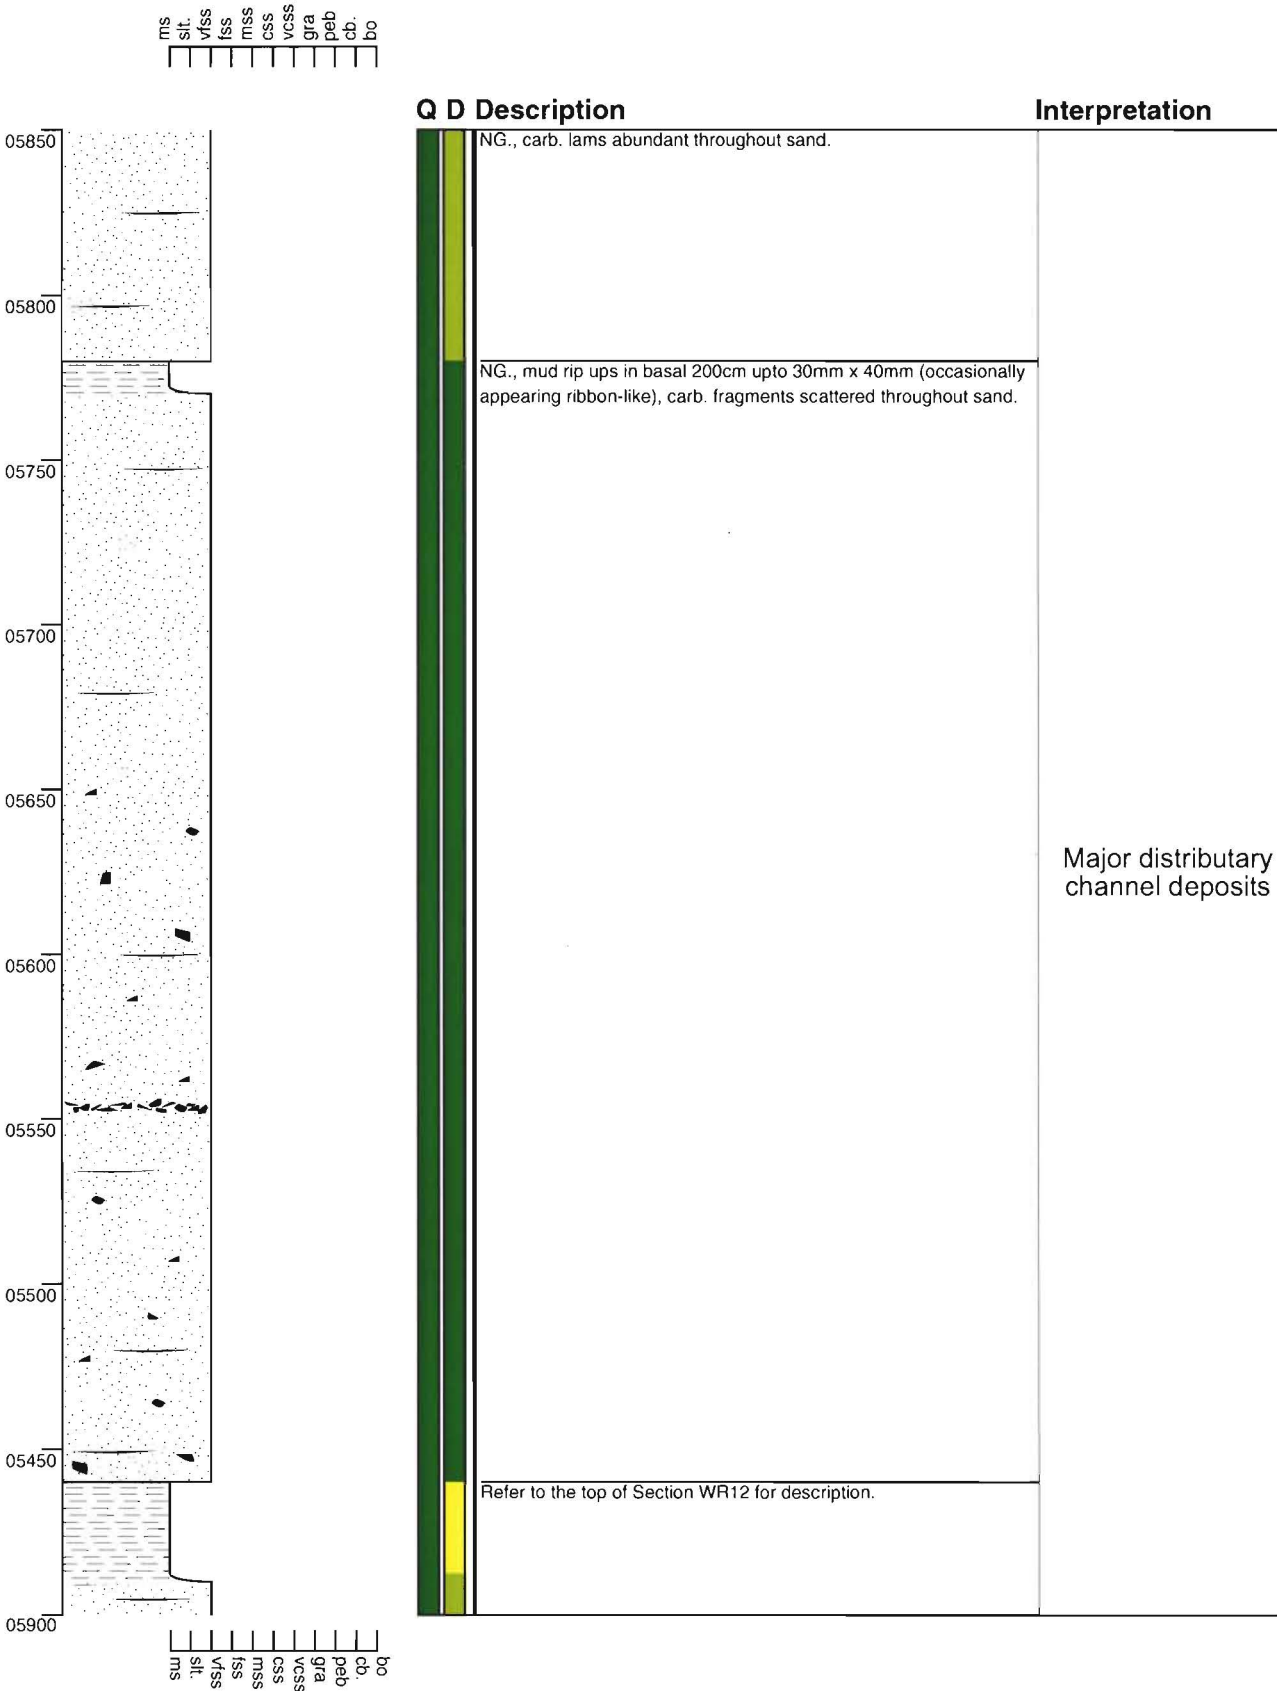 ms slt. vfss fss mss css vcss gra peb cb. bo
Q D Description Interpretation
05850
NG., carb. lams abundant throughout sand.
05800
NG., mud rip ups in basal 200cm upto 30mm x 40mm (occasionally
appearing ribbon-like), carb. fragments scattered throughout sand.
05750
05700
05650
Major distributary
channel deposits
05600
05550
05500
05450
Refer to the top of Section WR12 for description.
05900
ms slt. vfss fss mss css vcss gra peb cb. bo